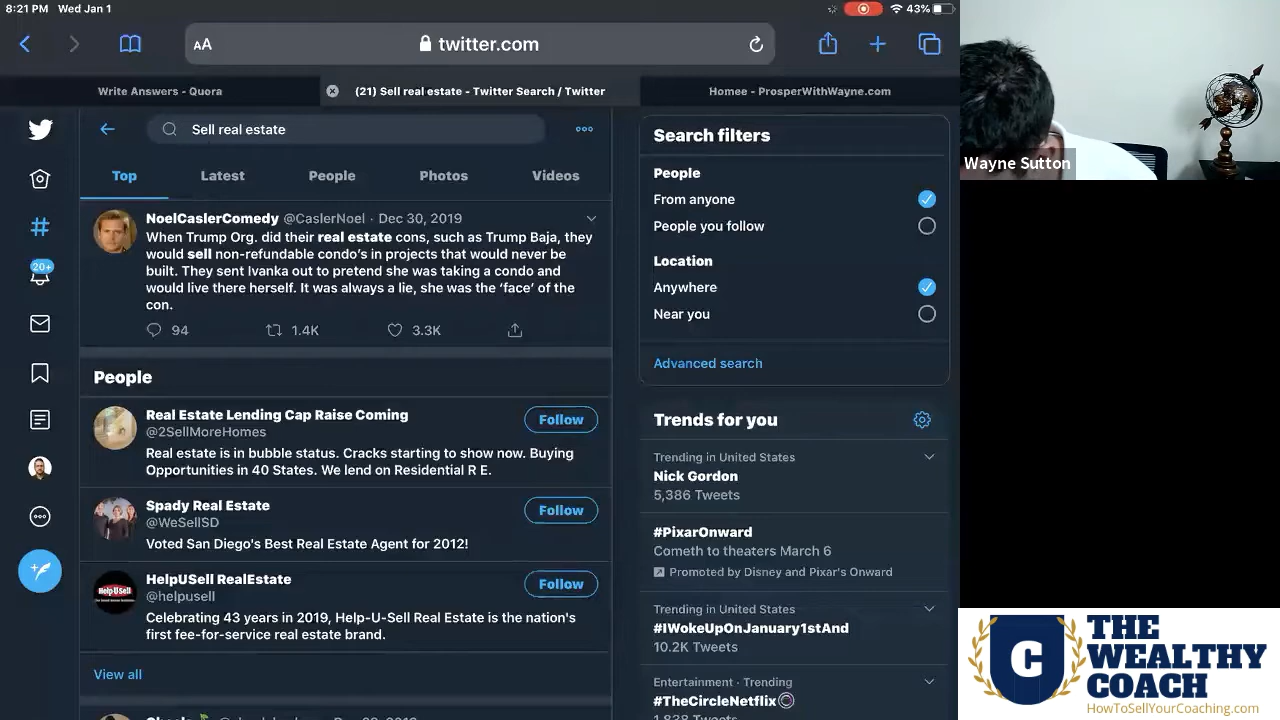 8:21 PM Wed Jan 1
43%
AA
twitter.com
Write Answers - Quora
(21) Sell real estate - Twitter Search / Twitter
Homee - ProsperWithWayne.com
Sell real estate
Top
Latest
People
Photos
Videos
NoelCaslerComedy @CaslerNoel · Dec 30, 2019
When Trump Org. did their real estate cons, such as Trump Baja, they
would sell non-refundable condo's in projects that would never be
built. They sent Ivanka out to pretend she was taking a condo and
would live there herself. It was always a lie, she was the 'face' of the
con.
94
1.4K
3.3K
People
Real Estate Lending Cap Raise Coming
@2SellMoreHomes
Follow
Real estate is in bubble status. Cracks starting to show now. Buying
Opportunities in 40 States. We lend on Residential R E.
Spady Real Estate
@WeSellSD
Follow
Voted San Diego's Best Real Estate Agent for 2012!
HelpUSell RealEstate
@helpusell
Follow
Celebrating 43 years in 2019, Help-U-Sell Real Estate is the nation's
first fee-for-service real estate brand.
Help-U-Sell
View all
20+
Search filters
People
From anyone
People you follow
Location
Anywhere
Near you
Advanced search
Trends for you
Trending in United States
Nick Gordon
5,386 Tweets
#PixarOnward
Cometh to theaters March 6
Promoted by Disney and Pixar's Onward
Trending in United States
#IWokeUpOnJanuary1stAnd
10.2K Tweets
Entertainment · Trending
#TheCircleNetflix
1,838 Tweets
Wayne Sutton
C
THE
WEALTHY
COACH
HowToSellYourCoaching.com